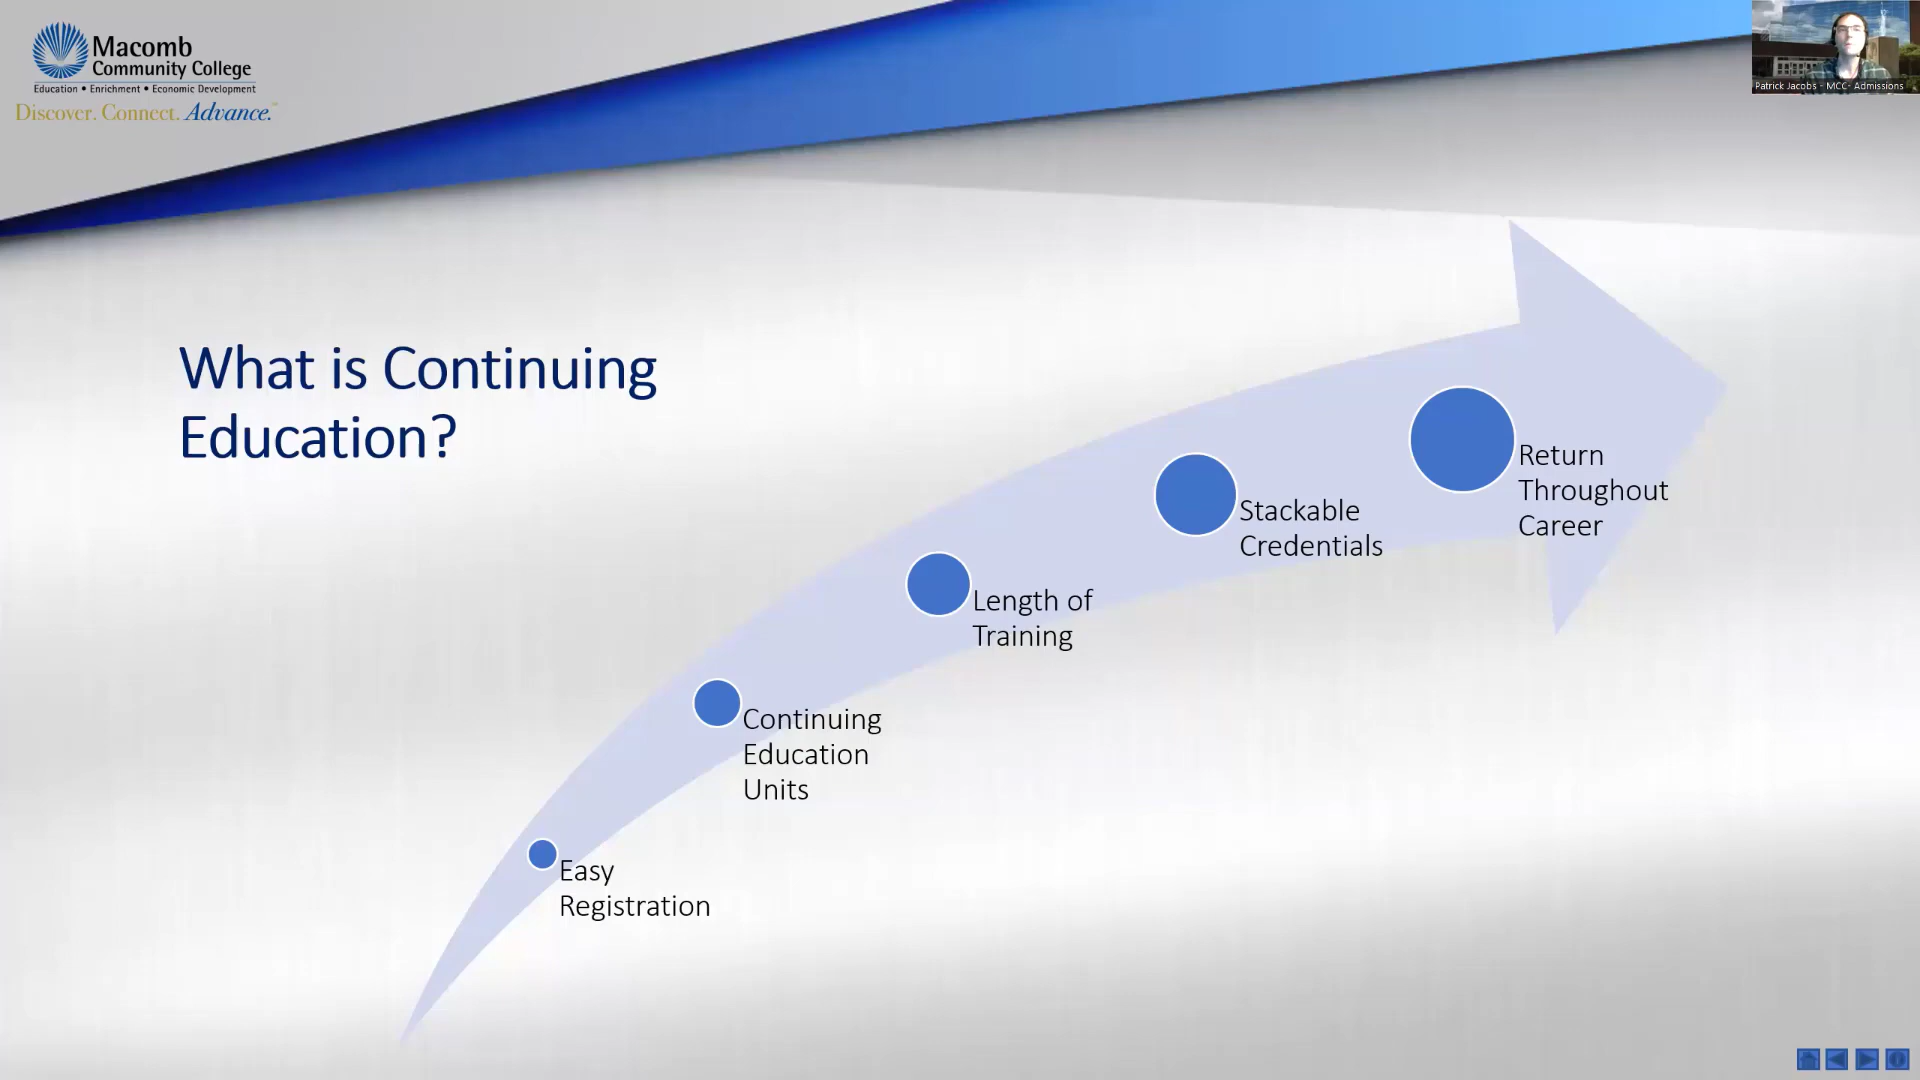 Macomb
Community College
Education • Enrichment • Economic Development
Discover. Connect. Advance.
Patrick Jacobs - MCC- Admissions
What is Continuing
Education?
Return
Throughout
Career
Stackable
Credentials
Length of
Training
Continuing
Education
Units
Easy
Registration